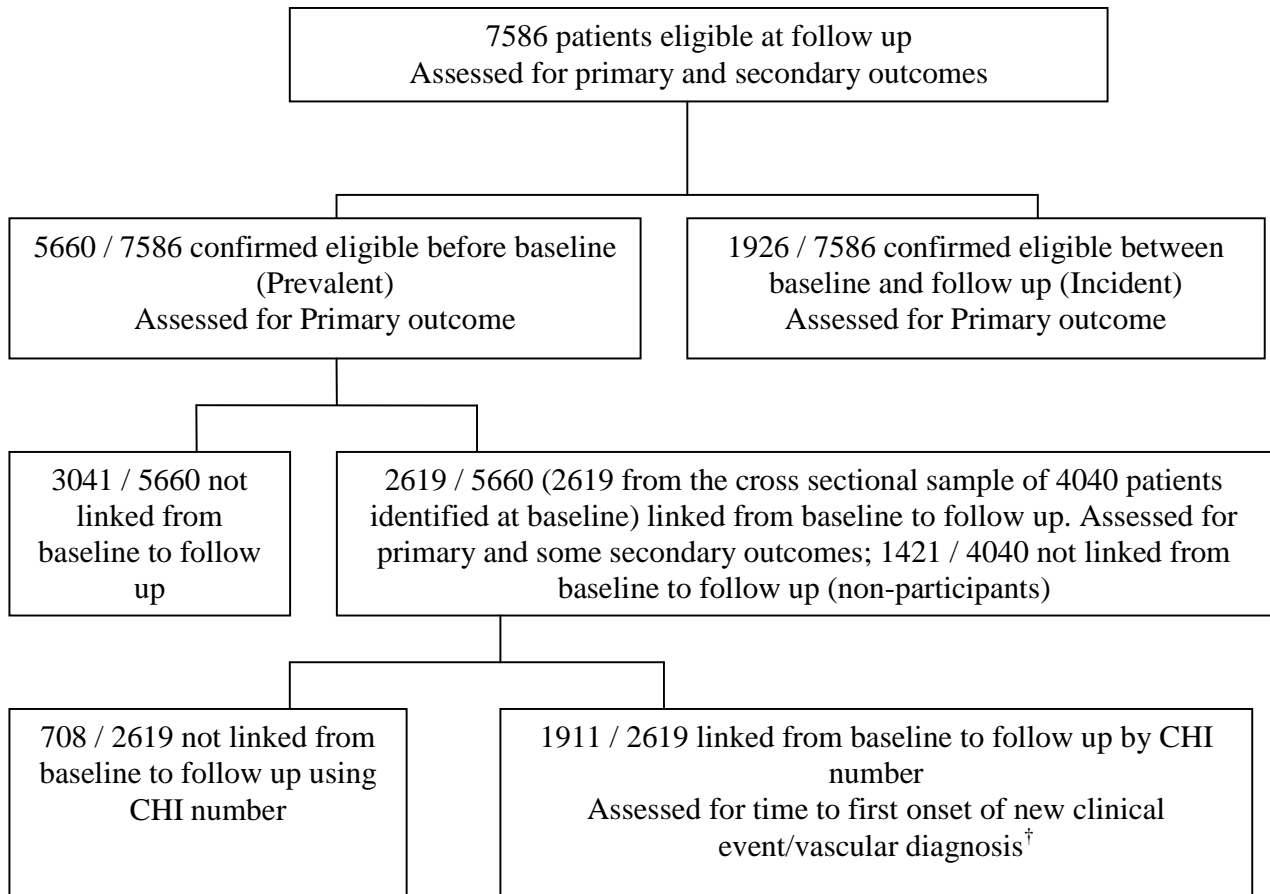 7586 patients eligible at follow up
Assessed for primary and secondary outcomes
5660 / 7586 confirmed eligible before baseline
(Prevalent)
Assessed for Primary outcome
1926 / 7586 confirmed eligible between
baseline and follow up (Incident)
Assessed for Primary outcome
3041 / 5660 not
linked from
baseline to follow
up
2619 / 5660 (2619 from the cross sectional sample of 4040 patients
identified at baseline) linked from baseline to follow up. Assessed for
primary and some secondary outcomes; 1421 / 4040 not linked from
baseline to follow up (non-participants)
708 / 2619 not linked from
baseline to follow up using
CHI number
1911 / 2619 linked from baseline to follow up by CHI
number
Assessed for time to first onset of new clinical
event/vascular diagnosis†